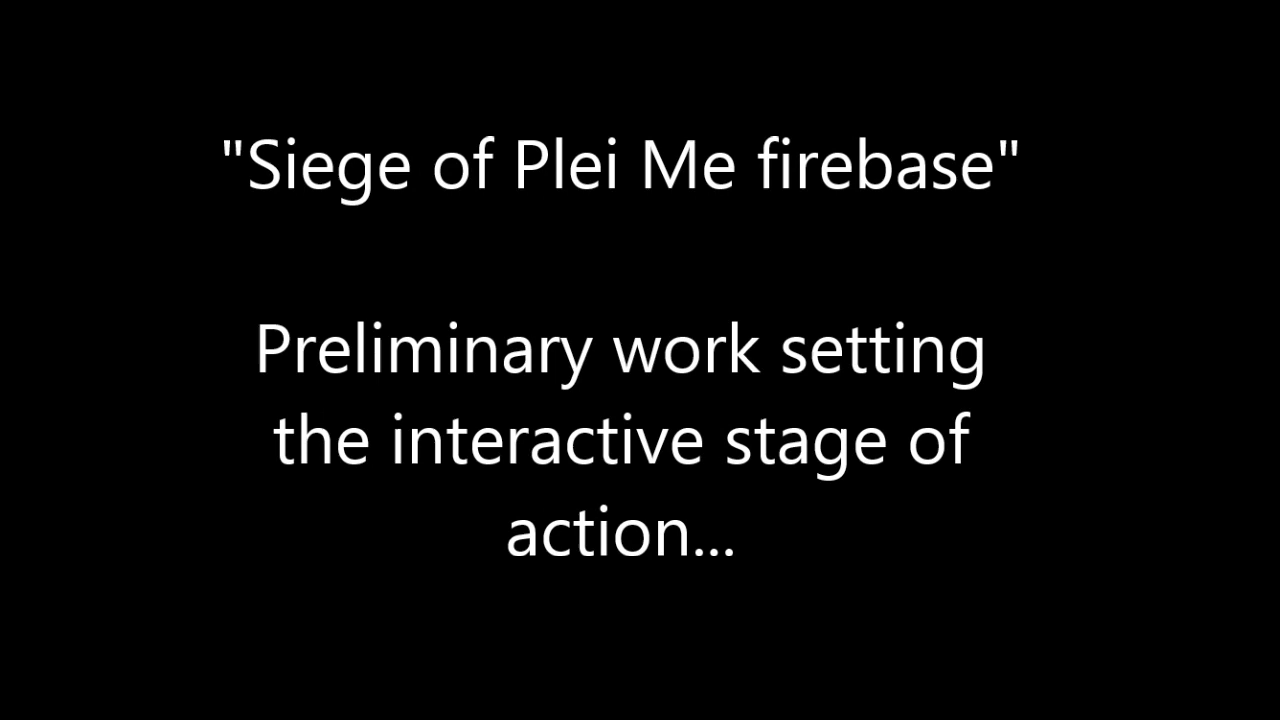 "Siege of Plei Me firebase"
Preliminary work setting
the interactive stage of
action...